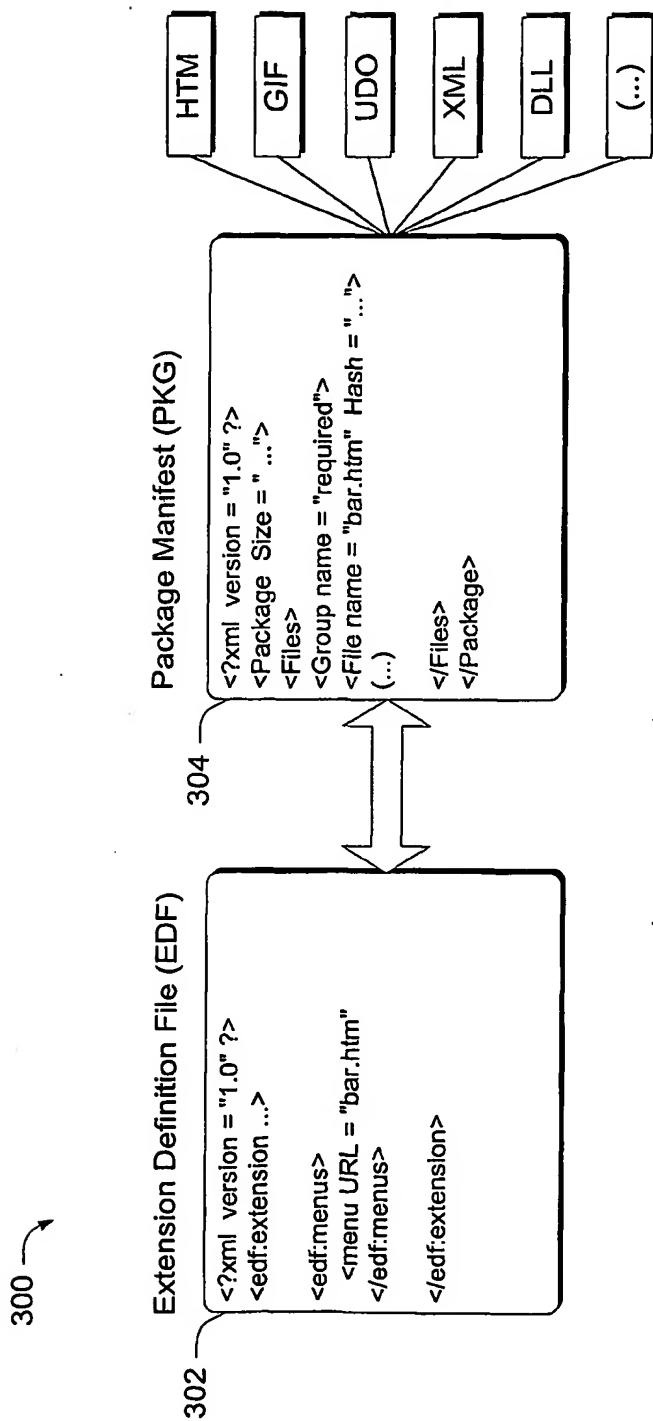 300
Extension Definition File (EDF)
302
<?xml version = "1.0" ?>
<edf:extension ...>
<edf:menus>
<menu URL = "bar.htm"
</edf:menus>
</edf:extension>
Package Manifest (PKG)
304
<?xml version = "1.0" ?>
<Package Size = " ...">
<Files>
<Group name = "required">
<File name = "bar.htm" Hash = "...">
(...)
</Files>
</Package>
HTM
GIF
UDO
XML
DLL
(...)